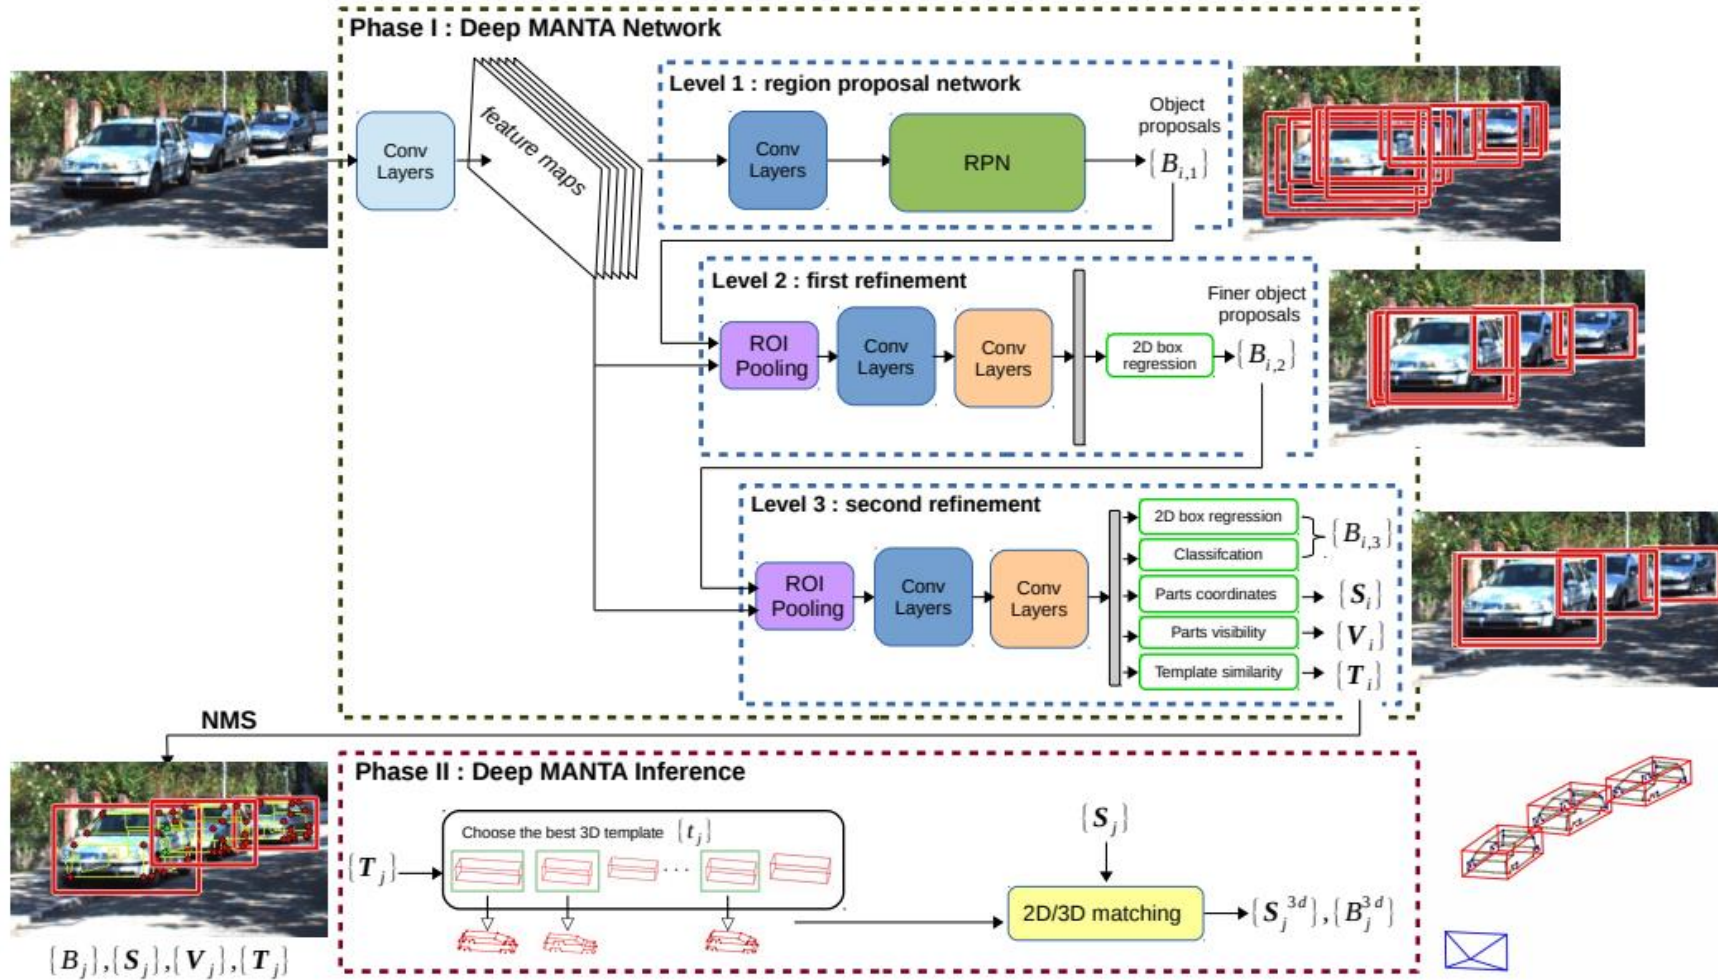 Phase I : Deep MANTA Network
Conv
Layers
feature maps
Level 1 : region proposal network
Conv
Layers
RPN
Object
proposals
{B_{i,1}}
Level 2 : first refinement
ROI
Pooling
Conv
Layers
Conv
Layers
2D box
regression
Finer object
proposals
{B_{i,2}}
Level 3 : second refinement
ROI
Pooling
Conv
Layers
Conv
Layers
2D box regression
Classifcation
{B_{i,3}}
Parts coordinates
{S_i}
Parts visibility
{V_i}
Template similarity
{T_i}
NMS
{B_j},{S_j},{V_j},{T_j}
Phase II : Deep MANTA Inference
{T_j}
Choose the best 3D template {t_j}
...
{S_j}
2D/3D matching
{S_j^{3d}},{B_j^{3d}}